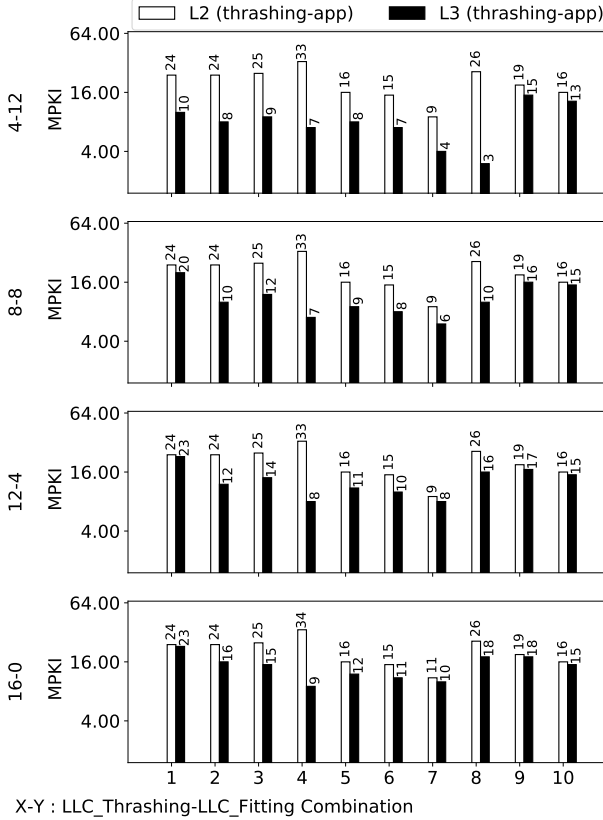 L2 (thrashing-app) L3 (thrashing-app)
4-12
MPKI
64.00
16.00
4.00
24 10 24 8 25 9 33 7 16 8 15 7 9 4 26 3 19 15 16 13
8-8
MPKI
64.00
16.00
4.00
24 20 24 10 25 12 33 7 16 9 15 8 9 6 26 10 19 16 16 15
12-4
MPKI
64.00
16.00
4.00
24 23 24 12 25 14 33 8 16 11 15 10 9 8 26 16 19 17 16 15
16-0
MPKI
64.00
16.00
4.00
24 23 24 16 25 15 34 9 16 12 15 11 11 10 26 18 19 18 16 15
1 2 3 4 5 6 7 8 9 10
X-Y : LLC_Thrashing-LLC_Fitting Combination